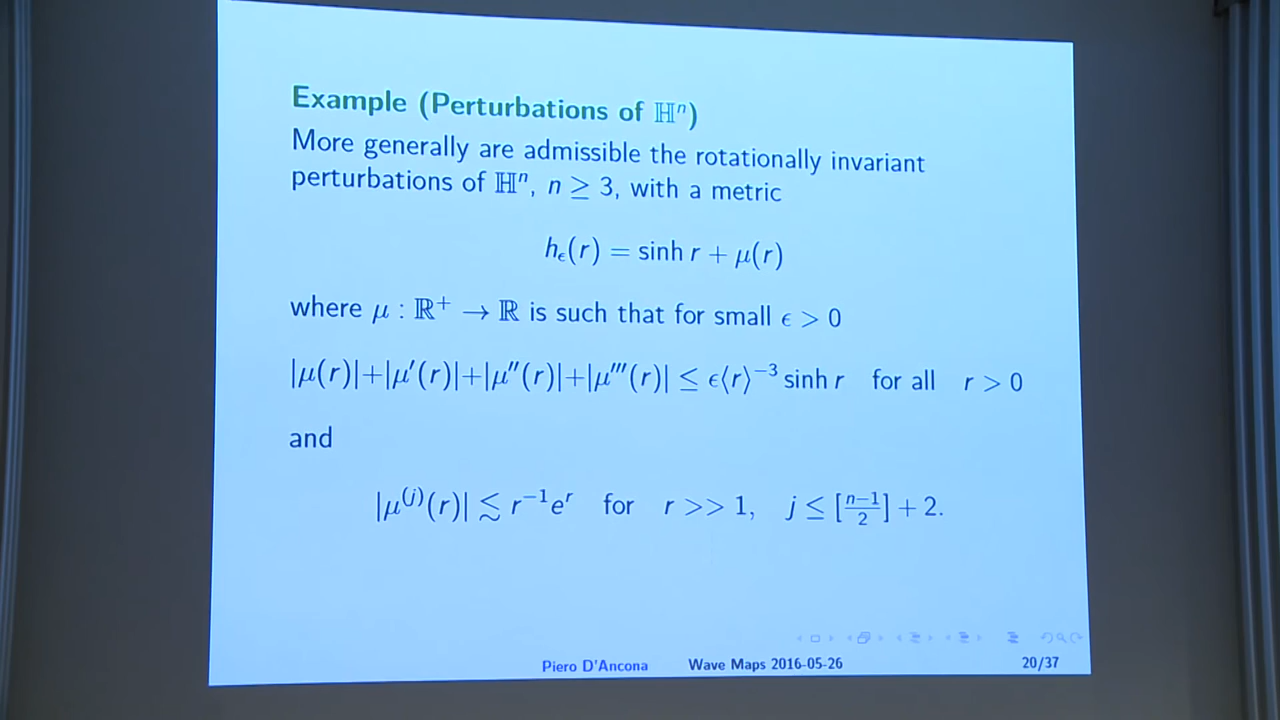 Example (Perturbations of ℍⁿ)
More generally are admissible the rotationally invariant
perturbations of ℍⁿ, n ≥ 3, with a metric
hϵ(r) = sinh r + μ(r)
where μ : ℝ⁺ → ℝ is such that for small ϵ > 0
|μ(r)|+|μ′(r)|+|μ″(r)|+|μ‴(r)| ≤ ϵ⟨r⟩⁻³ sinh r for all r > 0
and
|μ⁽ʲ⁾(r)| ≲ r⁻¹eʳ for r >> 1, j ≤ [\frac{n−1}{2}] + 2.
Piero D'Ancona Wave Maps 2016-05-26 20/37